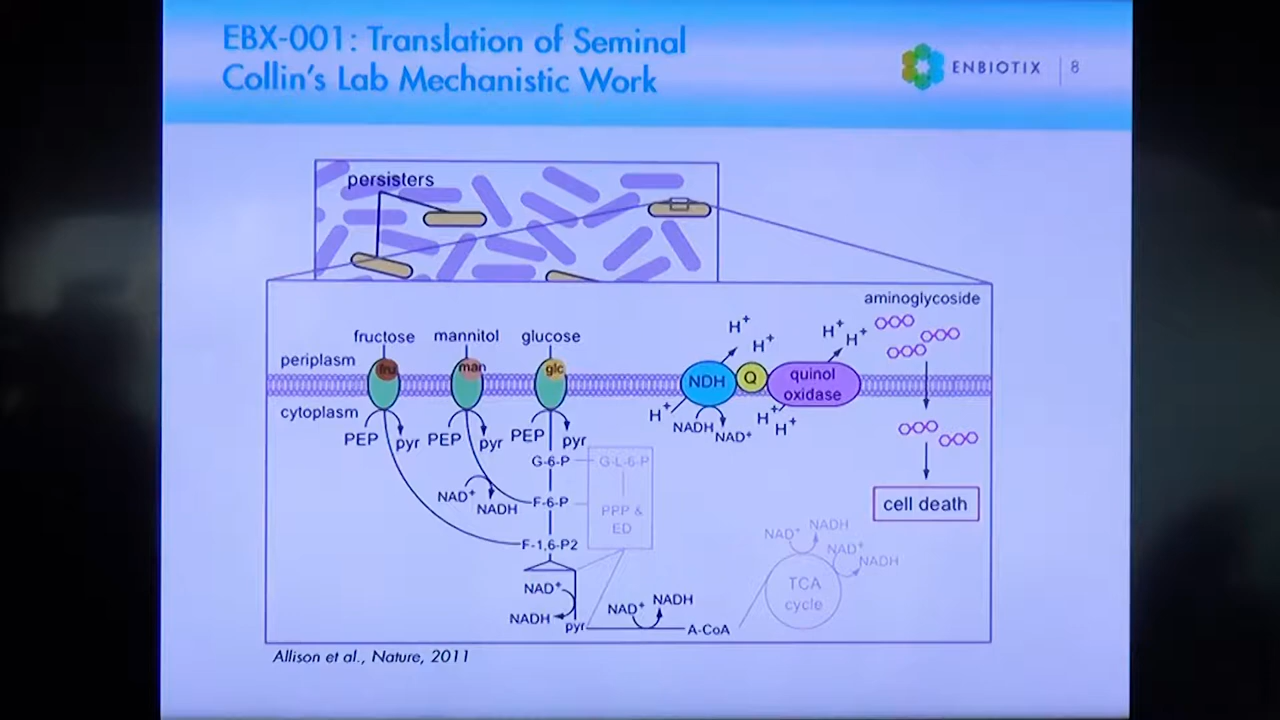 EBX-001: Translation of Seminal
Collin's Lab Mechanistic Work
ENBIOTIX | 8
persisters
aminoglycoside
fructose mannitol glucose
H⁺
H⁺
H⁺
H⁺
periplasm
fru
man
glc
NDH
Q
quinol
oxidase
cytoplasm
H⁺
H⁺
H⁺
NADH
NAD⁺
PEP pyr PEP pyr PEP pyr
G-6-P
G-L-6-P
NAD⁺
NADH
F-6-P
PPP &
ED
cell death
F-1,6-P2
NAD⁺
NADH
NAD⁺
NADH
TCA
cycle
NAD⁺
NADH
pyr
NAD⁺
NADH
A-CoA
Allison et al., Nature, 2011